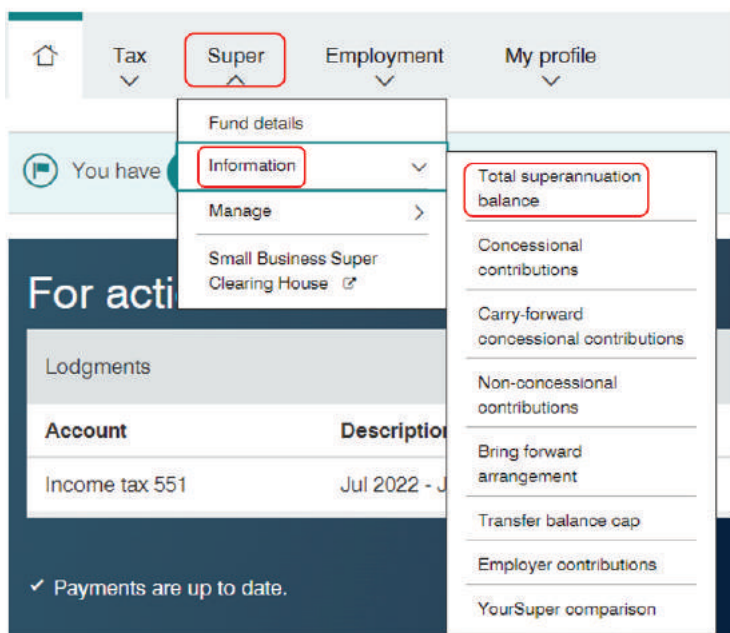 Tax
Super
Employment
My profile
Fund details
You have
Information
Manage
Small Business Super
Clearing House
Total superannuation
balance
Concessional
contributions
Carry-forward
concessional contributions
Non-concessional
contributions
Bring forward
arrangement
Transfer balance cap
Employer contributions
YourSuper comparison
For acti
Lodgments
Account
Description
Income tax 551
Jul 2022 - J
Payments are up to date.